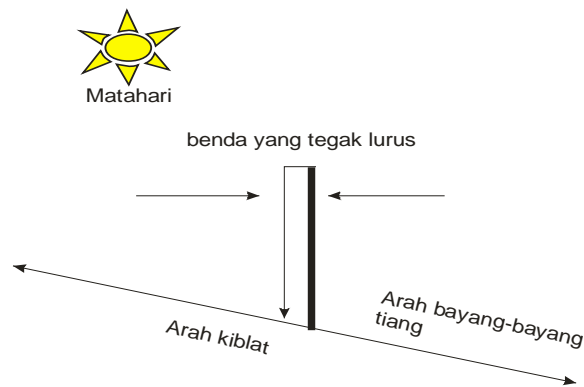 Matahari
benda yang tegak lurus
Arah kiblat
Arah bayang-bayang
tiang